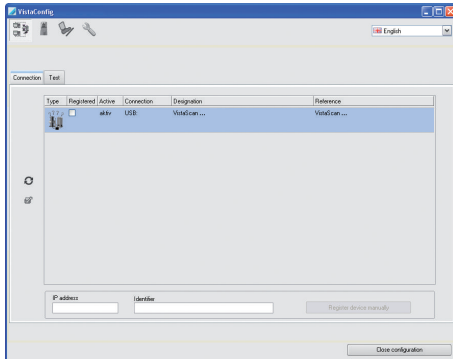 VistaConfig
English
Connection Test
Type Registered Active Connection Designation Reference
aktiv USB: VistaScan ... VistaScan ...
IP address Identifier
Register device manually
Close configuration